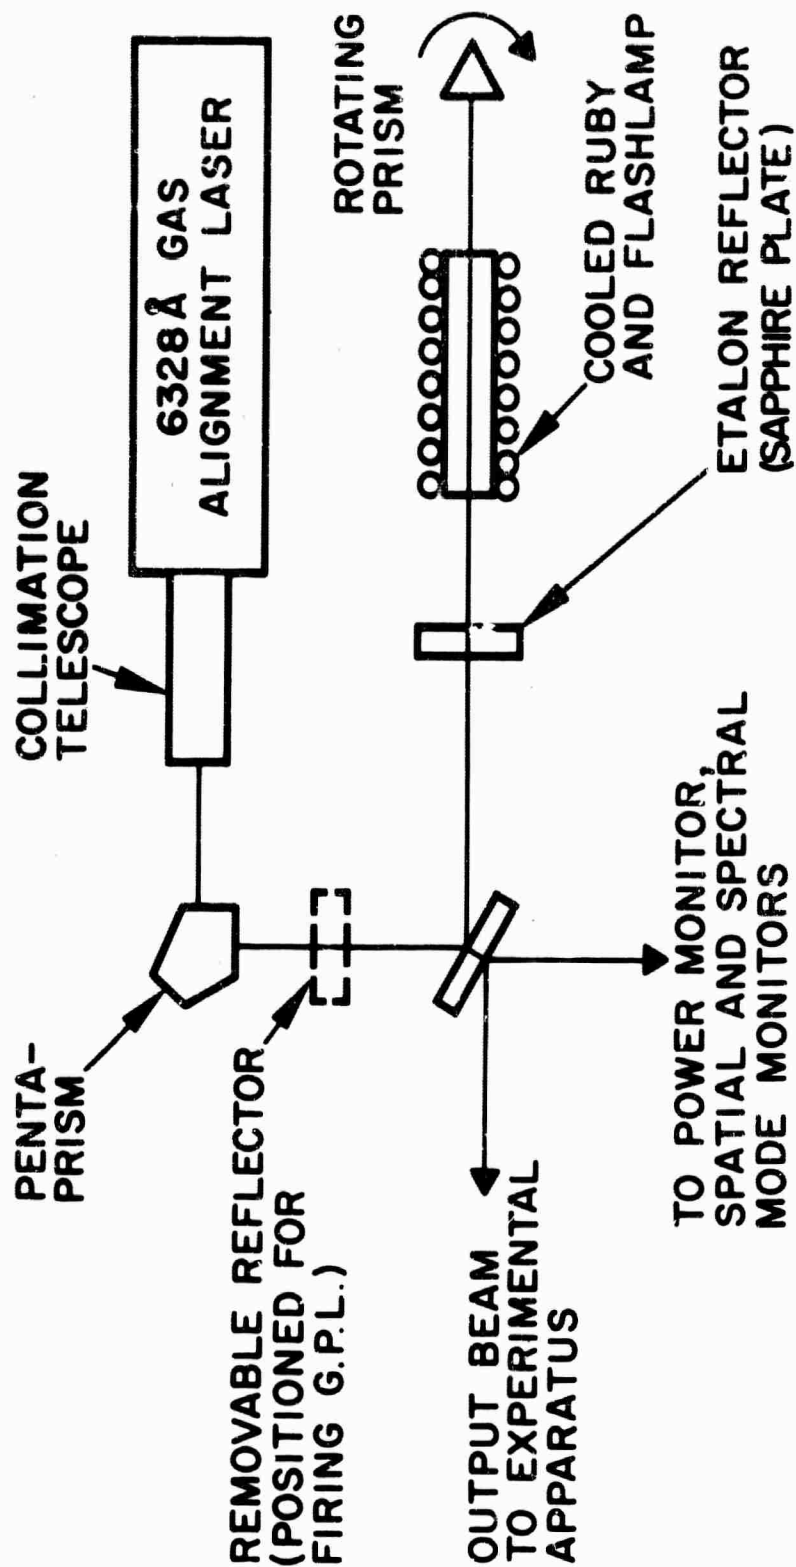 COLLIMATION
TELESCOPE
6328Å GAS
ALIGNMENT LASER
PENTA-
PRISM
ROTATING
PRISM
REMOVABLE REFLECTOR
(POSITIONED FOR
FIRING G.P.L.)
COOLED RUBY
AND FLASHLAMP
OUTPUT BEAM
TO EXPERIMENTAL
APPARATUS
ETALON REFLECTOR
(SAPPHIRE PLATE)
TO POWER MONITOR,
SPATIAL AND SPECTRAL
MODE MONITORS